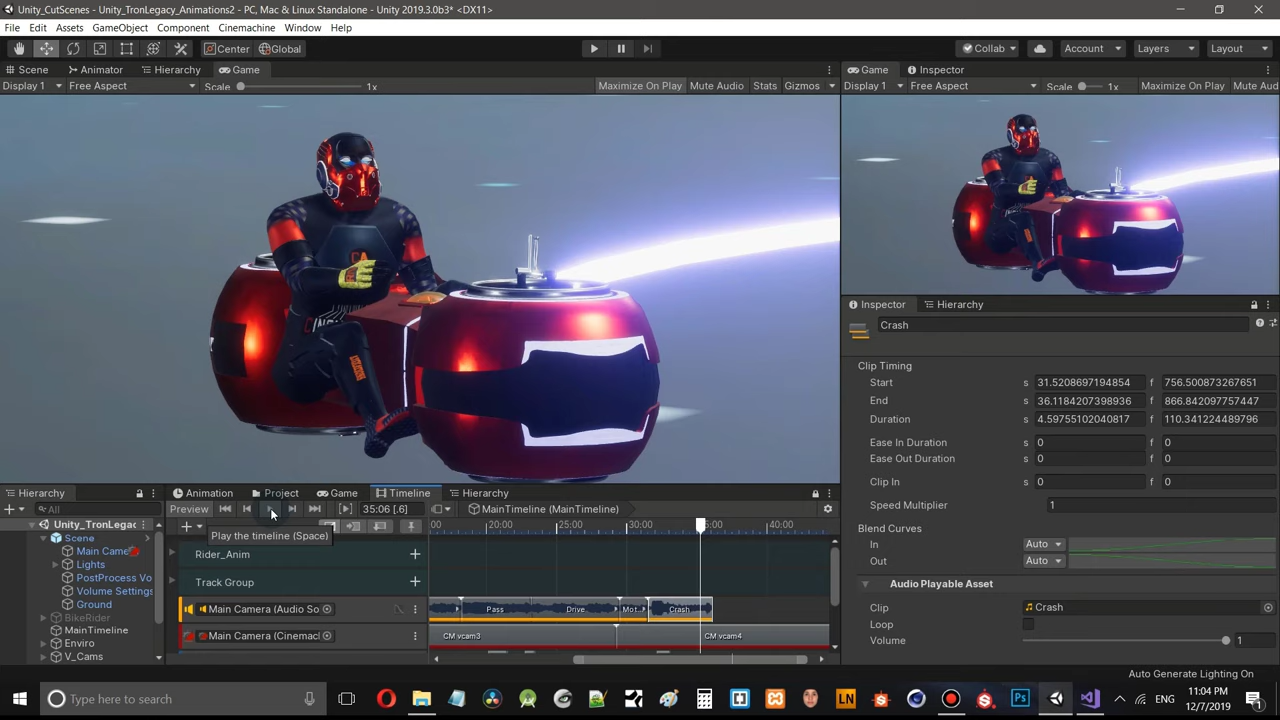 Unity_CutScenes - Unity_TronLegacy_Animations2 - PC, Mac & Linux Standalone - Unity 2019.3.0b3* <DX11>
File Edit Assets GameObject Component Cinemachine Window Help
Center Global Collab Account Layers Layout
Scene Animator Hierarchy Game
Display 1 Free Aspect Scale 1x Maximize On Play Mute Audio Stats Gizmos
Game Inspector
Display 1 Free Aspect Scale 1x Maximize On Play Mute Aud
Inspector Hierarchy
Crash
Clip Timing
Start s 31.5208697194854 f 756.500873267651
End s 36.1184207398936 f 866.842097757447
Duration s 4.59755102040817 f 110.341224489796
Ease In Duration s 0 f 0
Ease Out Duration s 0 f 0
Clip In s 0 f 0
Speed Multiplier 1
Blend Curves
In Auto
Out Auto
Audio Playable Asset
Clip Crash
Loop
Volume 1
Auto Generate Lighting On
Hierarchy
All
Unity_TronLegac
Scene
Main Came
Lights
PostProcess Vo
Volume Settings
Ground
BikeRider
MainTimeline
Enviro
V_Cams
Animation Project Game Timeline Hierarchy
Preview 35:06 [.6] MainTimeline (MainTimeline)
Play the timeline (Space)
:00 20:00 25:00 35:00 40:00
Rider_Anim
Track Group
Main Camera (Audio So Pass Drive Mot.. Crash
Main Camera (Cinemacl CM vcam3 CM vcam4
Type here to search
LN
Ps
ENG
11:04 PM
12/7/2019
1